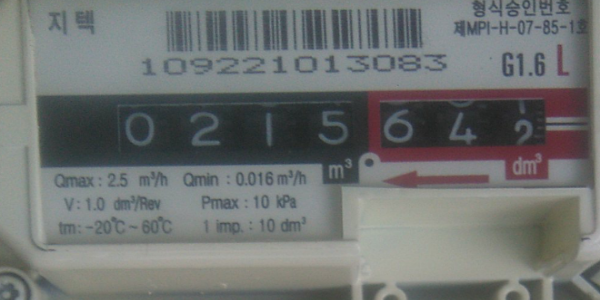 지텍
형식승인번호
제MPI-H-07-85-1호
109221013083
G1.6 L
0215 642
m³
dm³
Qmax : 2.5 m³/h Qmin : 0.016 m³/h
V : 1.0 dm³/Rev Pmax : 10 kPa
tm : -20°C ~ 60°C 1 imp. : 10 dm³